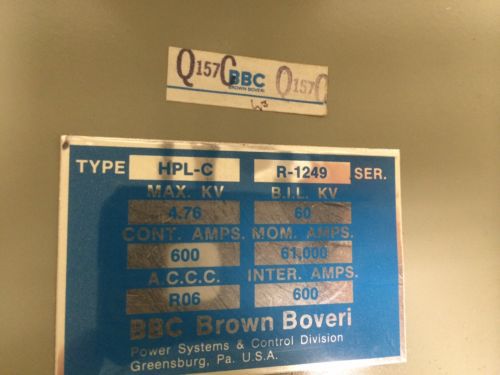 Q157C BBC Q157C
BROWN BOVERI
TYPE HPL-C R-1249 SER.
MAX. KV B.I.L. KV
4.76 60
CONT. AMPS. MOM. AMPS.
600 61,000
A.C.C.C. INTER. AMPS.
R06 600
BBC Brown Boveri
Power Systems & Control Division
Greensburg, Pa. U.S.A.